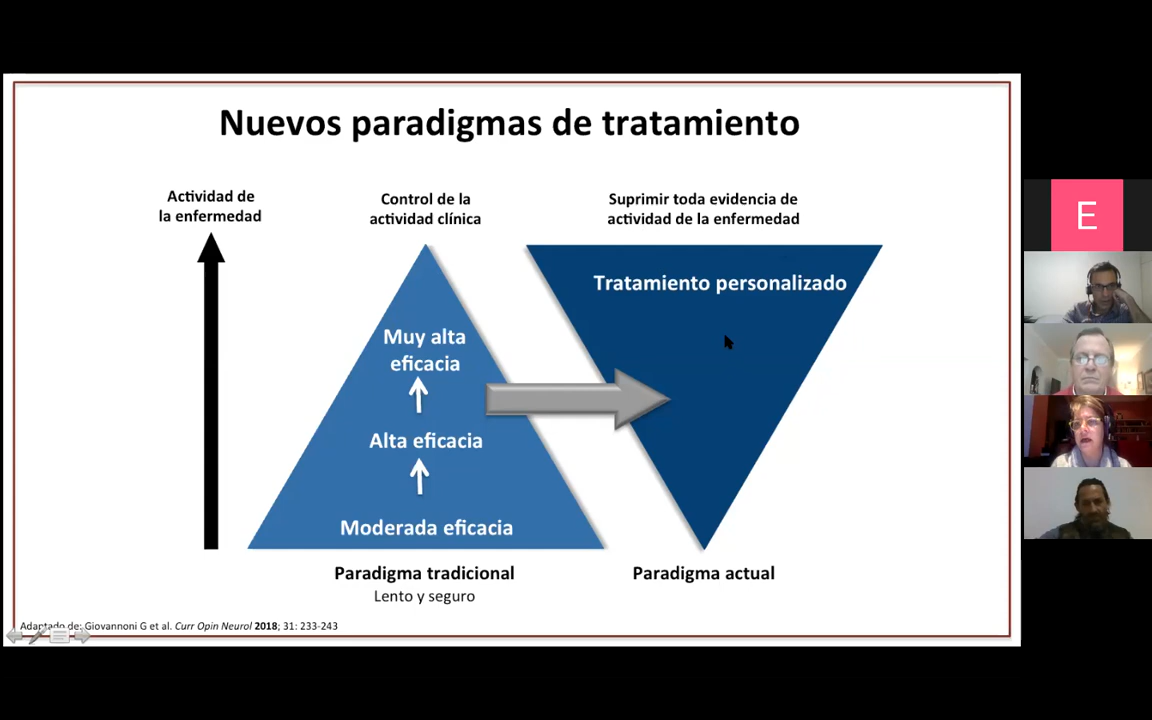 Nuevos paradigmas de tratamiento
Actividad de
la enfermedad
Control de la
actividad clínica
Suprimir toda evidencia de
actividad de la enfermedad
Muy alta
eficacia
Alta eficacia
Moderada eficacia
Tratamiento personalizado
Paradigma tradicional
Lento y seguro
Paradigma actual
Adaptado de: Giovannoni G et al. Curr Opin Neurol 2018; 31: 233-243
E